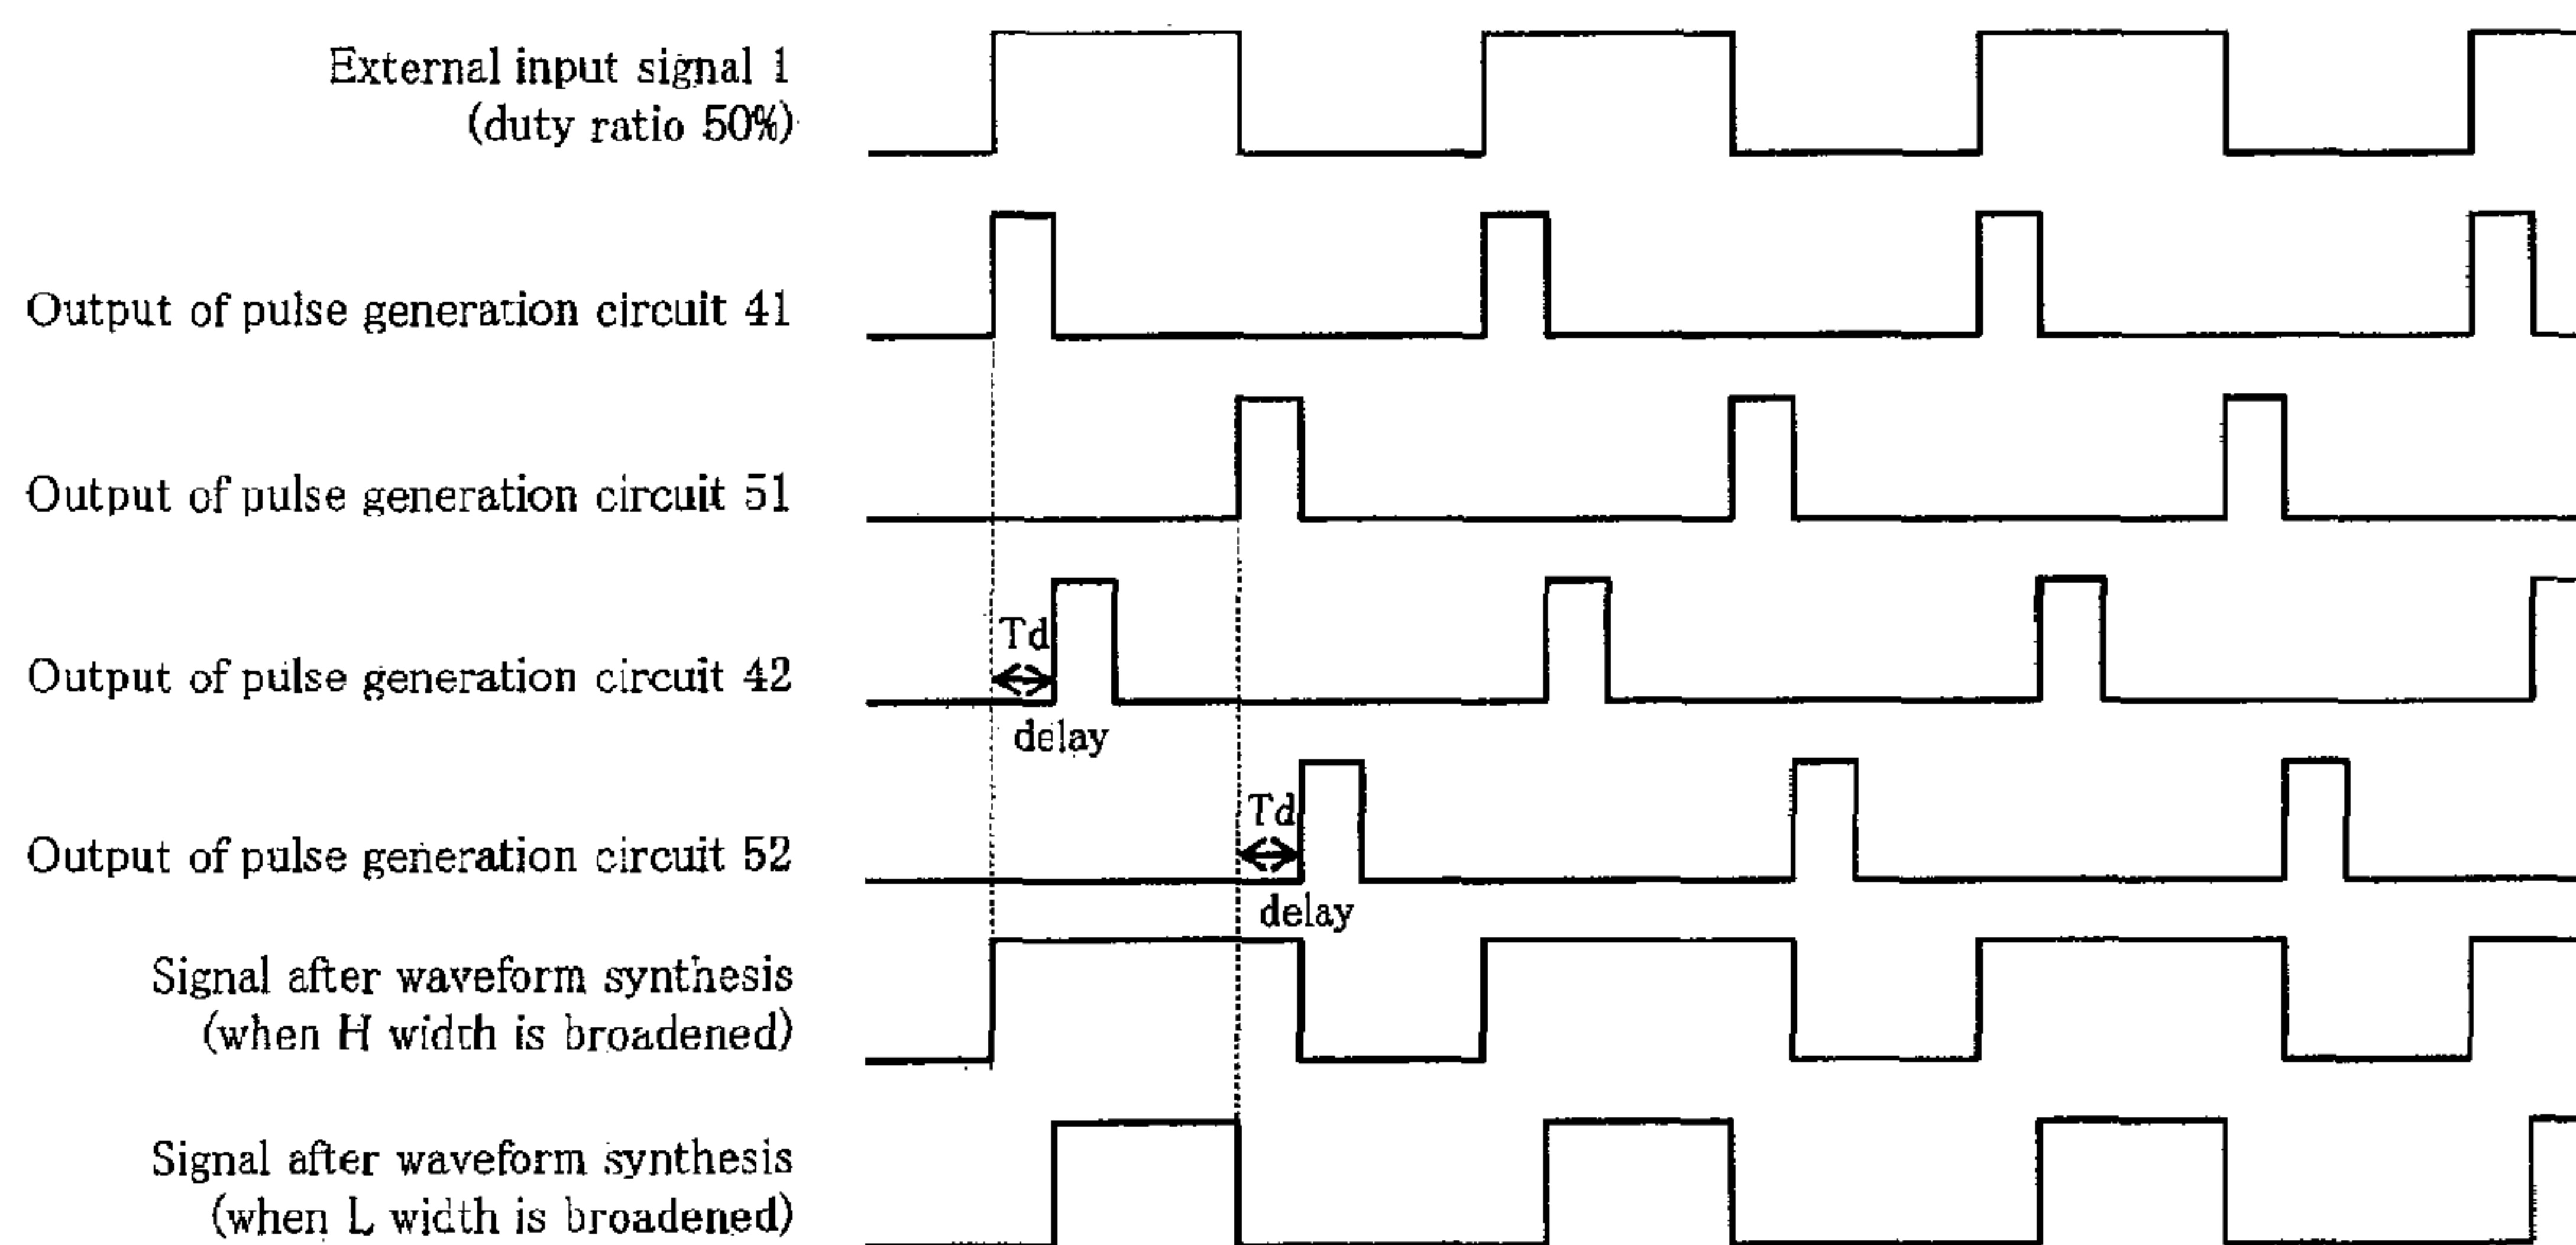 External input signal 1
(duty ratio 50%)
Output of pulse generation circuit 41
Output of pulse generation circuit 51
Td
Output of pulse generation circuit 42
delay
Td
Output of pulse generation circuit 52
delay
Signal after waveform synthesis
(when H width is broadened)
Signal after waveform synthesis
(when L width is broadened)